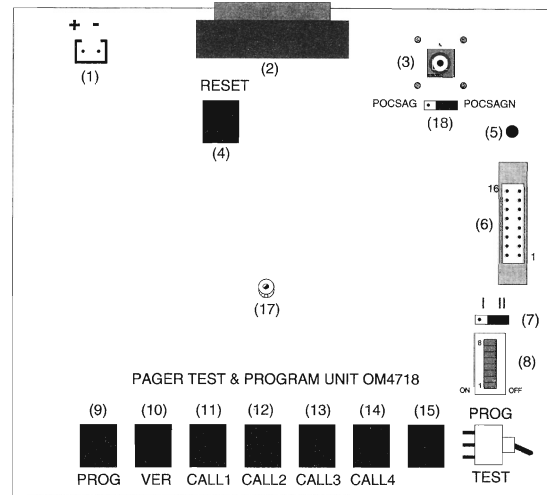 + -
(1)
(2)
(3)
RESET
POCSAG POCSAGN
(18)
(5)
(4)
16
(6)
1
(17)
I II
(7)
8
(8)
1
ON OFF
PAGER TEST & PROGRAM UNIT OM4718
(9) (10) (11) (12) (13) (14) (15) PROG
PROG VER CALL1 CALL2 CALL3 CALL4 TEST